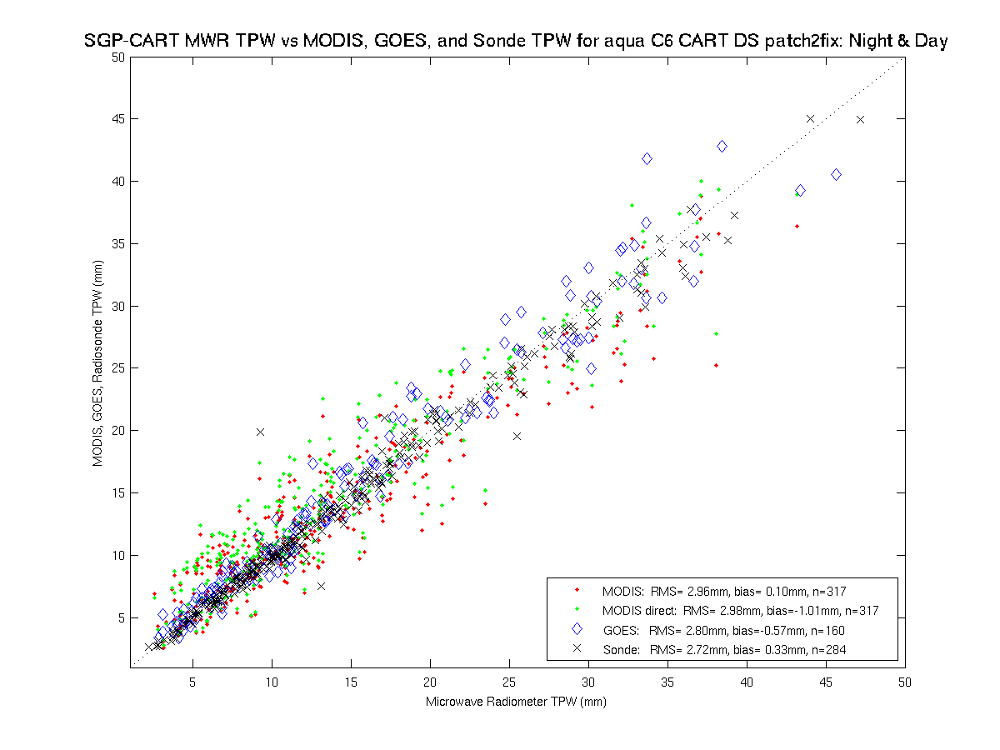 SGP-CART MWR TPW vs MODIS, GOES, and Sonde TPW for aqua C6 CART DS patch2fix: Night & Day
50
45
40
35
30
25
20
15
10
5
MODIS, GOES, Radiosonde TPW (mm)
MODIS: RMS= 2.96mm, bias= 0.10mm, n=317
MODIS direct: RMS= 2.98mm, bias=-1.01mm, n=317
GOES: RMS= 2.80mm, bias=-0.57mm, n=160
Sonde: RMS= 2.72mm, bias= 0.33mm, n=284
5 10 15 20 25 30 35 40 45 50
Microwave Radiometer TPW (mm)